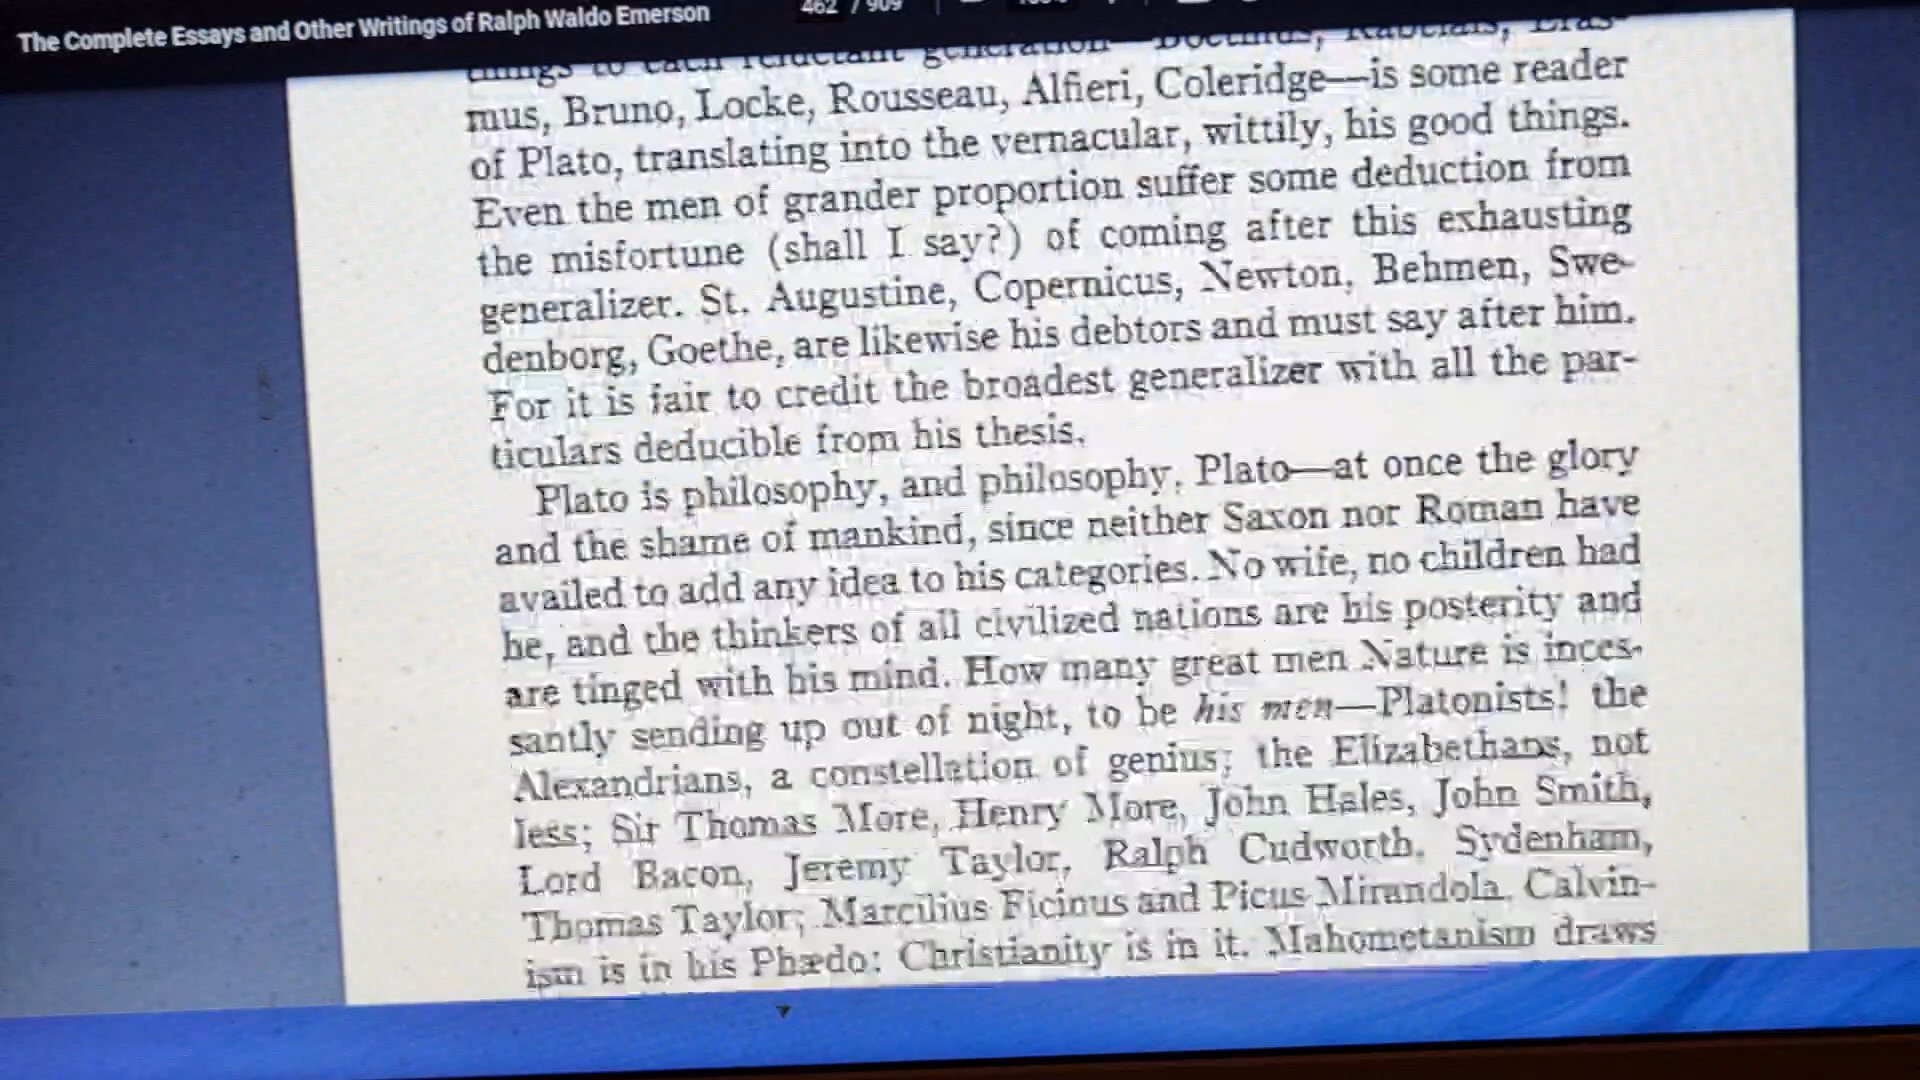 The Complete Essays and Other Writings of Ralph Waldo Emerson
462 / 909
things to each reluctant generation—Boethius, Rabelais, Eras-
mus, Bruno, Locke, Rousseau, Alfieri, Coleridge—is some reader
of Plato, translating into the vernacular, wittily, his good things.
Even the men of grander proportion suffer some deduction from
the misfortune (shall I say?) of coming after this exhausting
generalizer. St. Augustine, Copernicus, Newton, Behmen, Swe-
denborg, Goethe, are likewise his debtors and must say after him.
For it is fair to credit the broadest generalizer with all the par-
ticulars deducible from his thesis.
Plato is philosophy, and philosophy, Plato—at once the glory
and the shame of mankind, since neither Saxon nor Roman have
availed to add any idea to his categories. No wife, no children had
he, and the thinkers of all civilized nations are his posterity and
are tinged with his mind. How many great men Nature is inces-
santly sending up out of night, to be his men—Platonists! the
Alexandrians, a constellation of genius; the Elizabethans, not
less; Sir Thomas More, Henry More, John Hales, John Smith,
Lord Bacon, Jeremy Taylor, Ralph Cudworth, Sydenham,
Thomas Taylor; Marcilius Ficinus and Picus Mirandola. Calvin-
ism is in his Phædo: Christianity is in it. Mahometanism draws